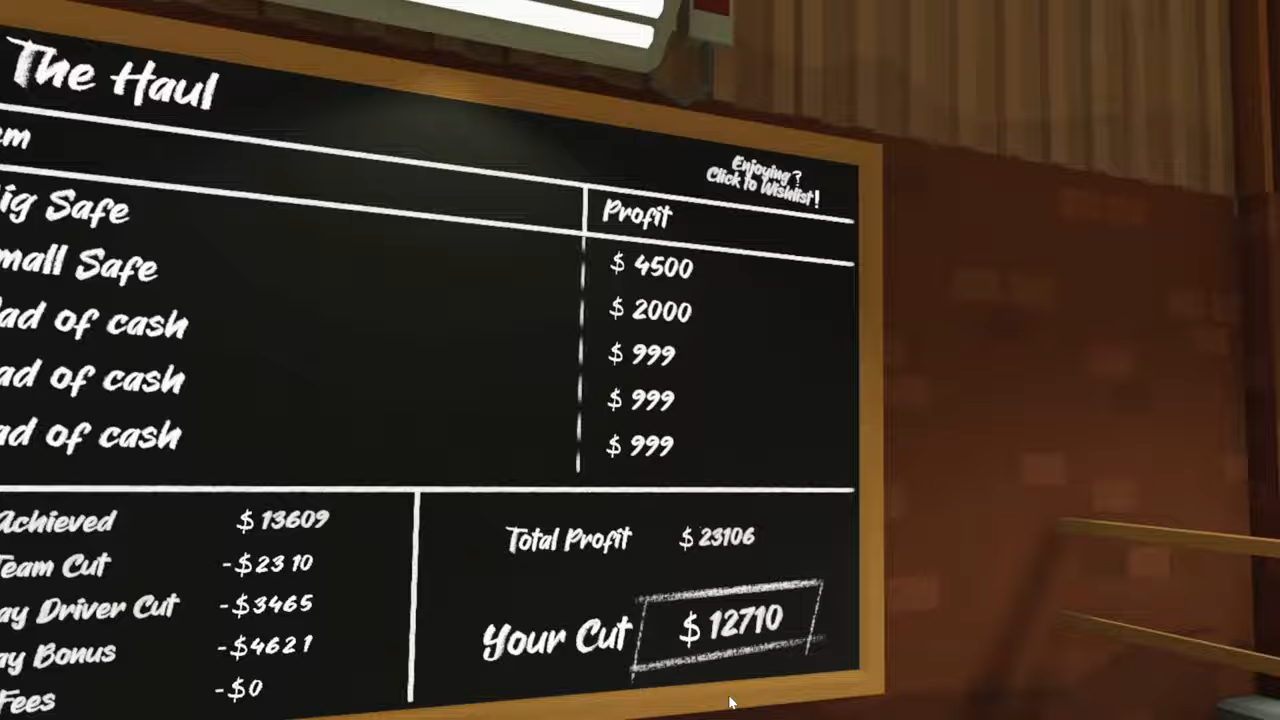 The Haul
em
ig Safe
mall Safe
ad of cash
ad of cash
ad of cash
Enjoying?
Click to Wishlist!
Profit
$ 4500
$ 2000
$ 999
$ 999
$ 999
Achieved $ 13609
Team Cut -$2310
ay Driver Cut -$3465
ay Bonus -$4621
Fees -$0
Total Profit $ 23106
Your Cut $ 12710